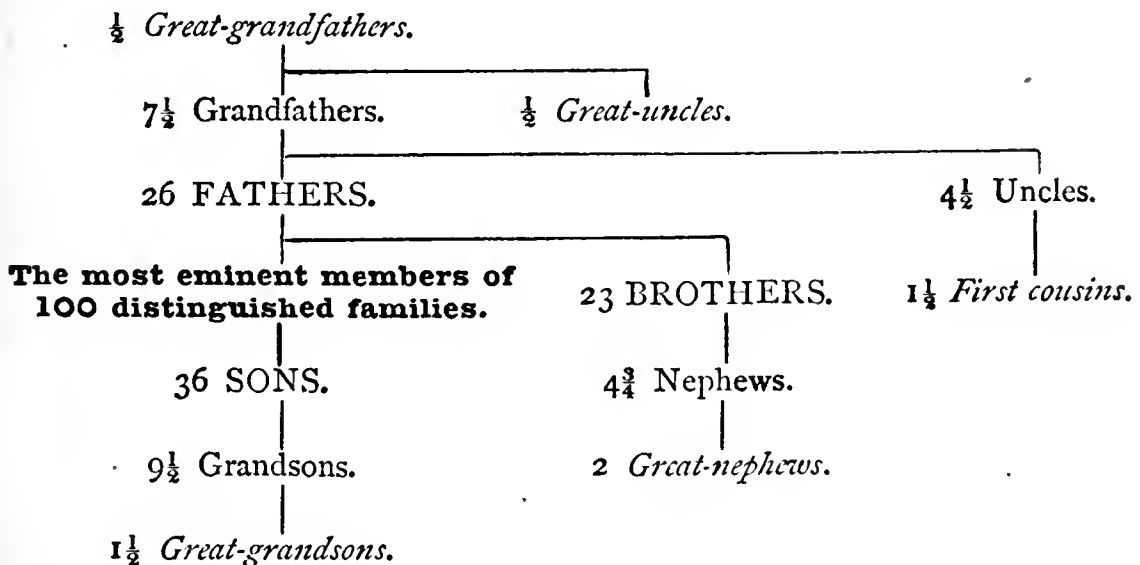 ½ Great-grandfathers.
7½ Grandfathers. ½ Great-uncles.
26 FATHERS. 4½ Uncles.
The most eminent members of
100 distinguished families.
23 BROTHERS. 1½ First cousins.
36 SONS. 4¾ Nephews.
9½ Grandsons. 2 Great-nephews.
1½ Great-grandsons.